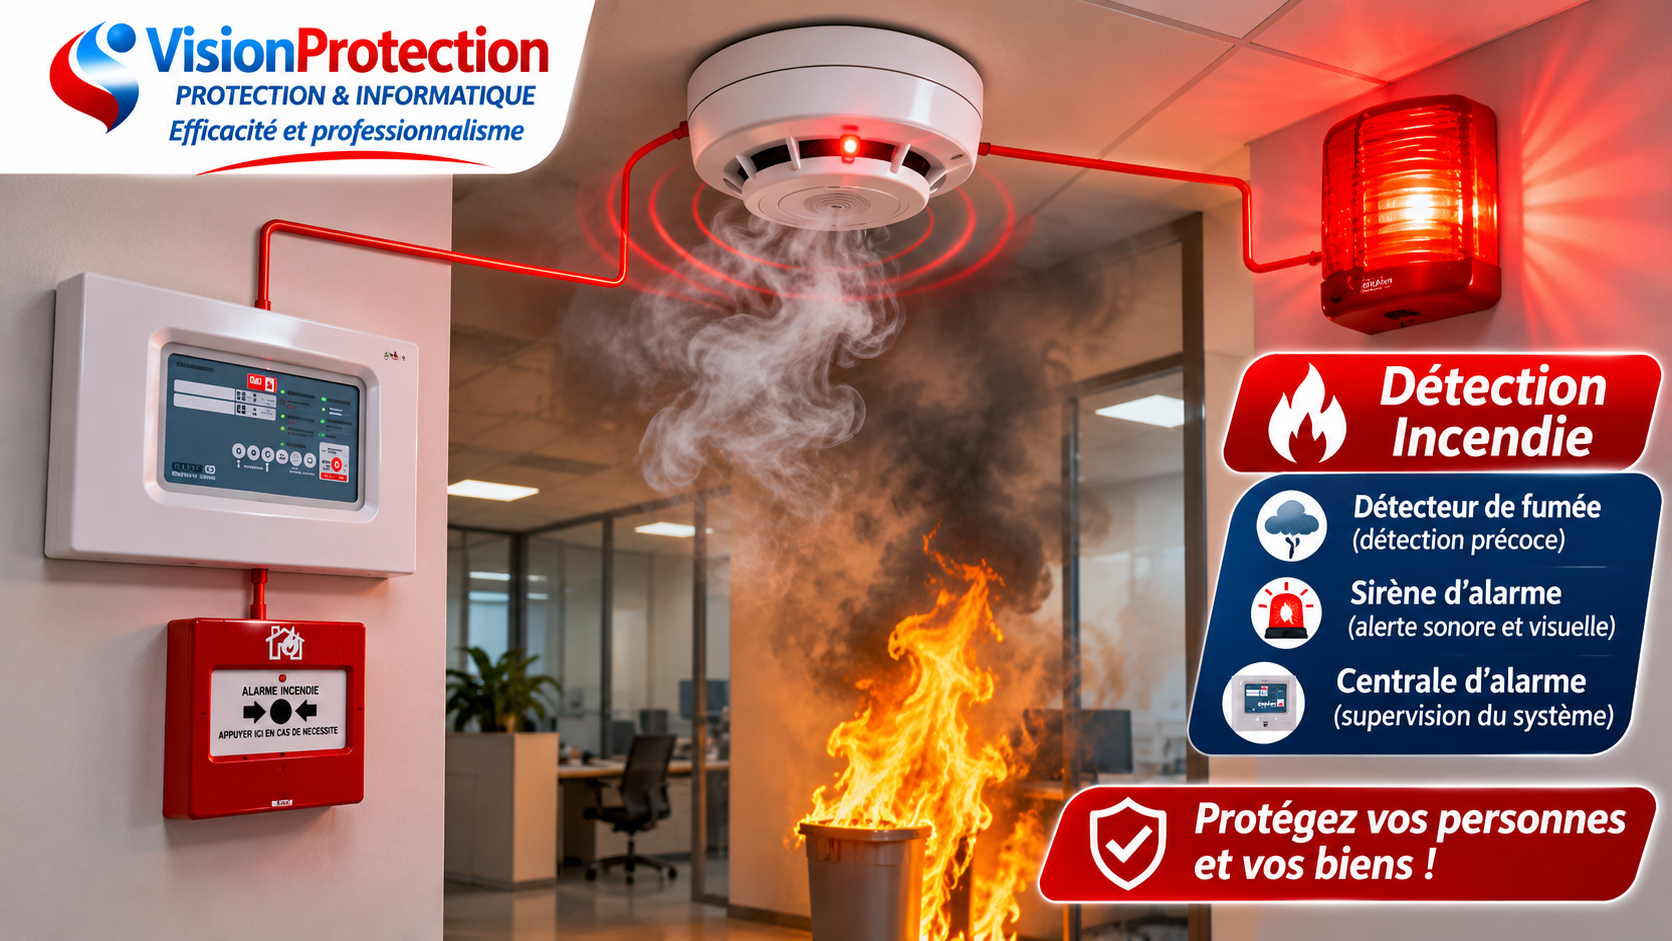 VisionProtection
PROTECTION & INFORMATIQUE
Efficacité et professionnalisme
ALARME INCENDIE
APPUYER ICI EN CAS DE NECESSITE
Détection
Incendie
Détecteur de fumée
(détection précoce)
Sirène d'alarme
(alerte sonore et visuelle)
Centrale d'alarme
(supervision du système)
Protégez vos personnes
et vos biens !